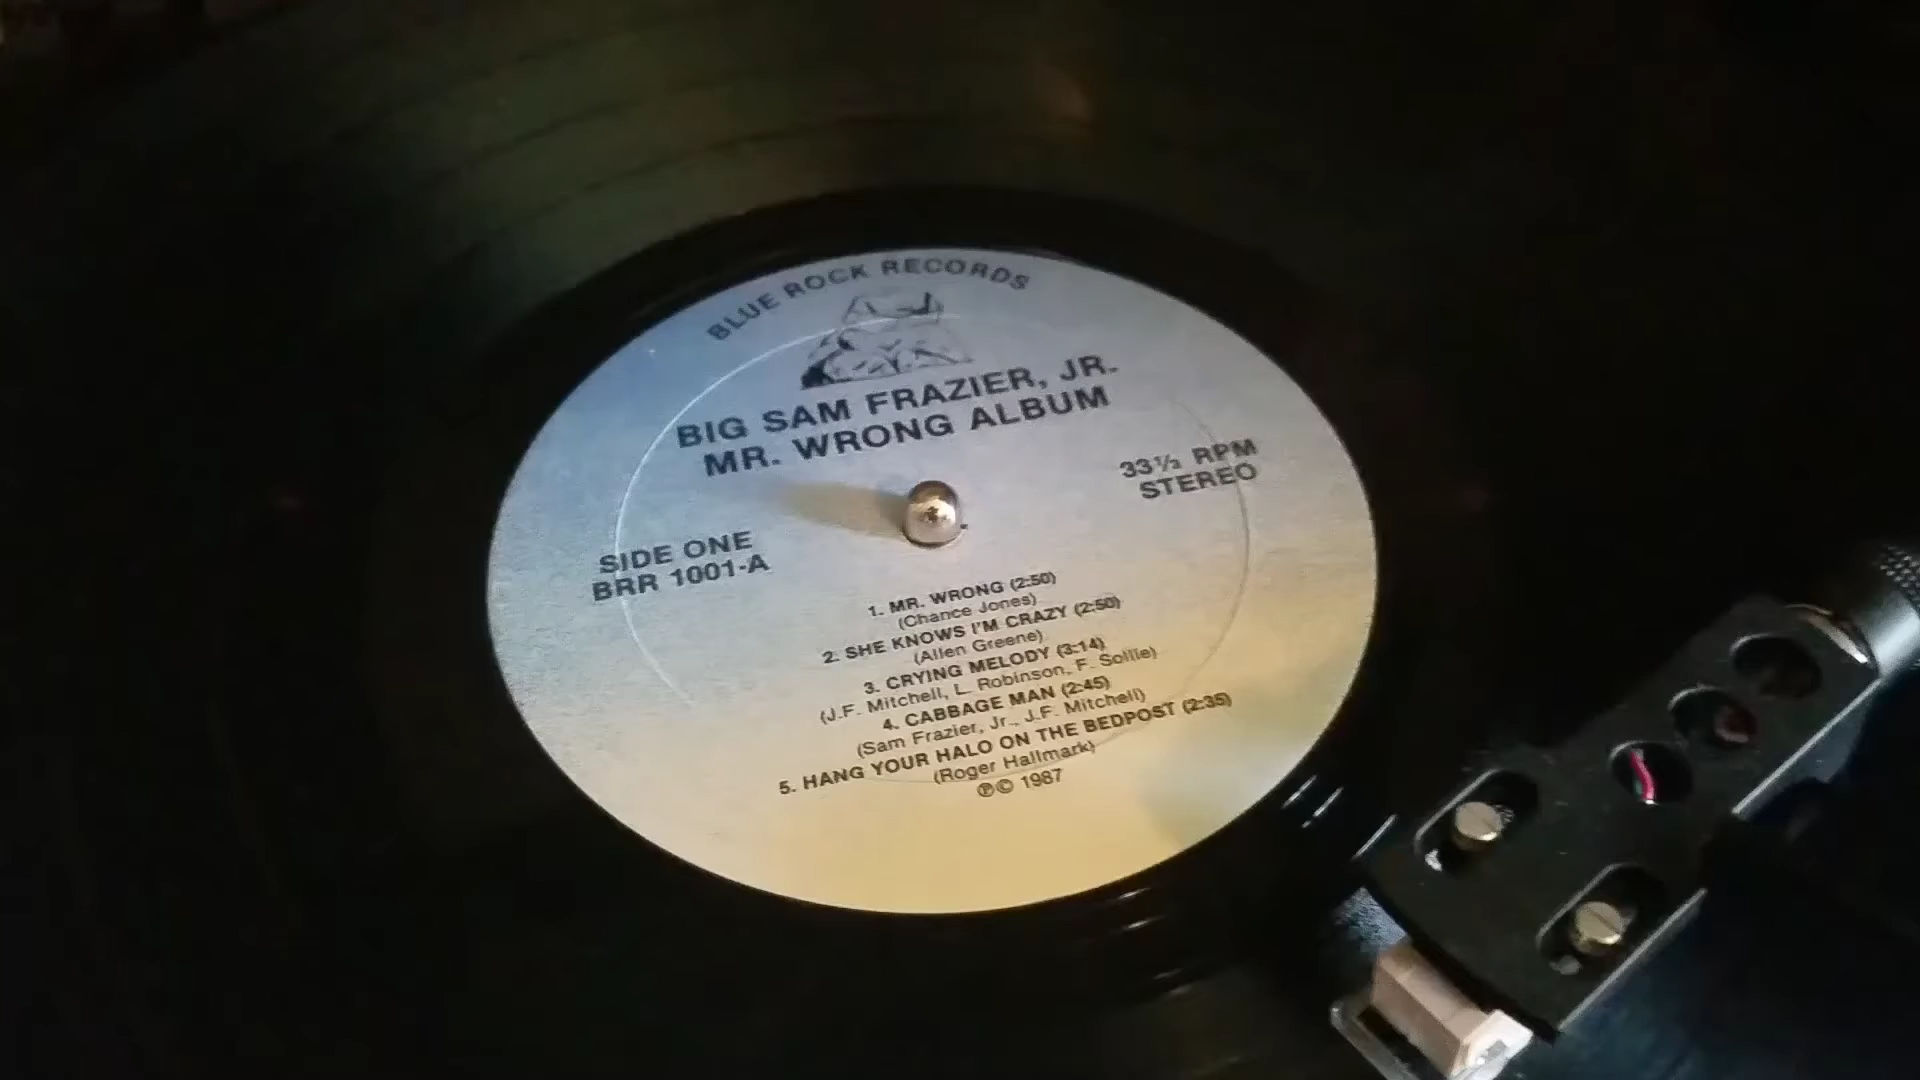 BLUE ROCK RECORDS
BIG SAM FRAZIER, JR.
MR. WRONG ALBUM
33⅓ RPM
STEREO
SIDE ONE
BRR 1001-A
1. MR. WRONG (2:50)
(Chance Jones)
2. SHE KNOWS I'M CRAZY (2:50)
(Allen Greene)
3. CRYING MELODY (3:14)
(J.F. Mitchell, L. Robinson, F. Sollie)
4. CABBAGE MAN (2:45)
(Sam Frazier, Jr., J.F. Mitchell)
5. HANG YOUR HALO ON THE BEDPOST (2:35)
(Roger Hallmark)
℗© 1987